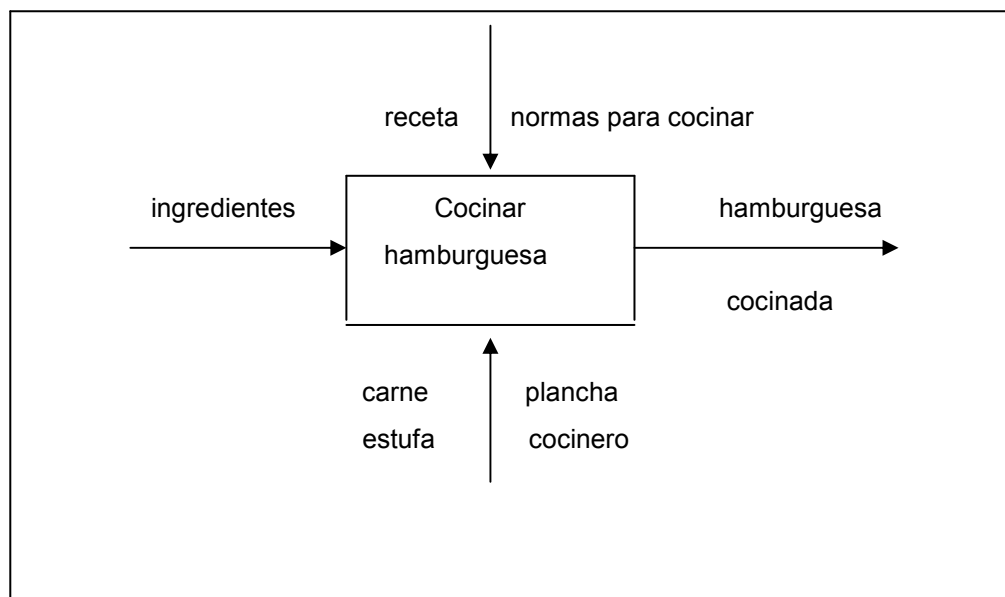 receta normas para cocinar
ingredientes Cocinar hamburguesa
hamburguesa
cocinada
carne plancha
estufa cocinero